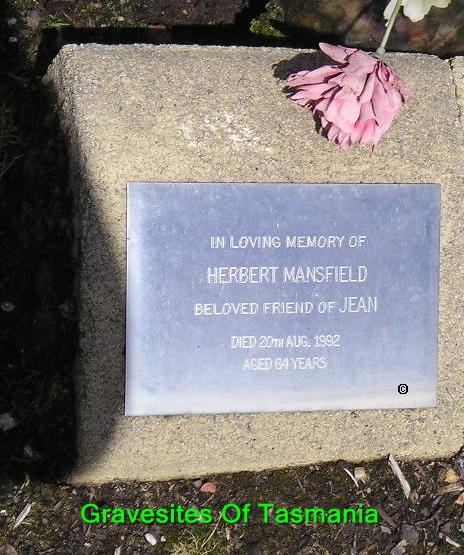 IN LOVING MEMORY OF
HERBERT MANSFIELD
BELOVED FRIEND OF JEAN
DIED 20TH AUG. 1992
AGED 64 YEARS
©
Gravesites Of Tasmania